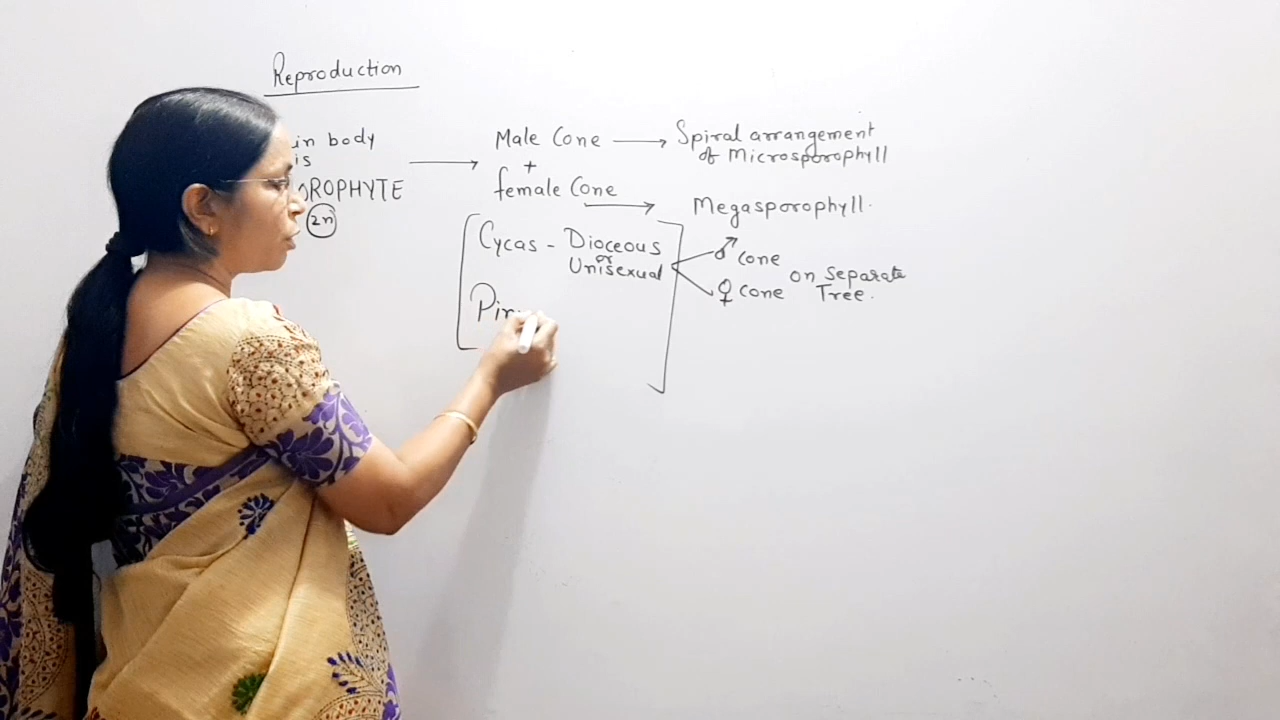 Reproduction
in body
is
ROPHYTE
2n
Male Cone → Spiral arrangement
of Microsporophyll
+
female Cone → Megasporophyll.
Cycas - Dioceous
or
Unisexual
♂ cone
♀ cone
on separate
Tree.
Pin